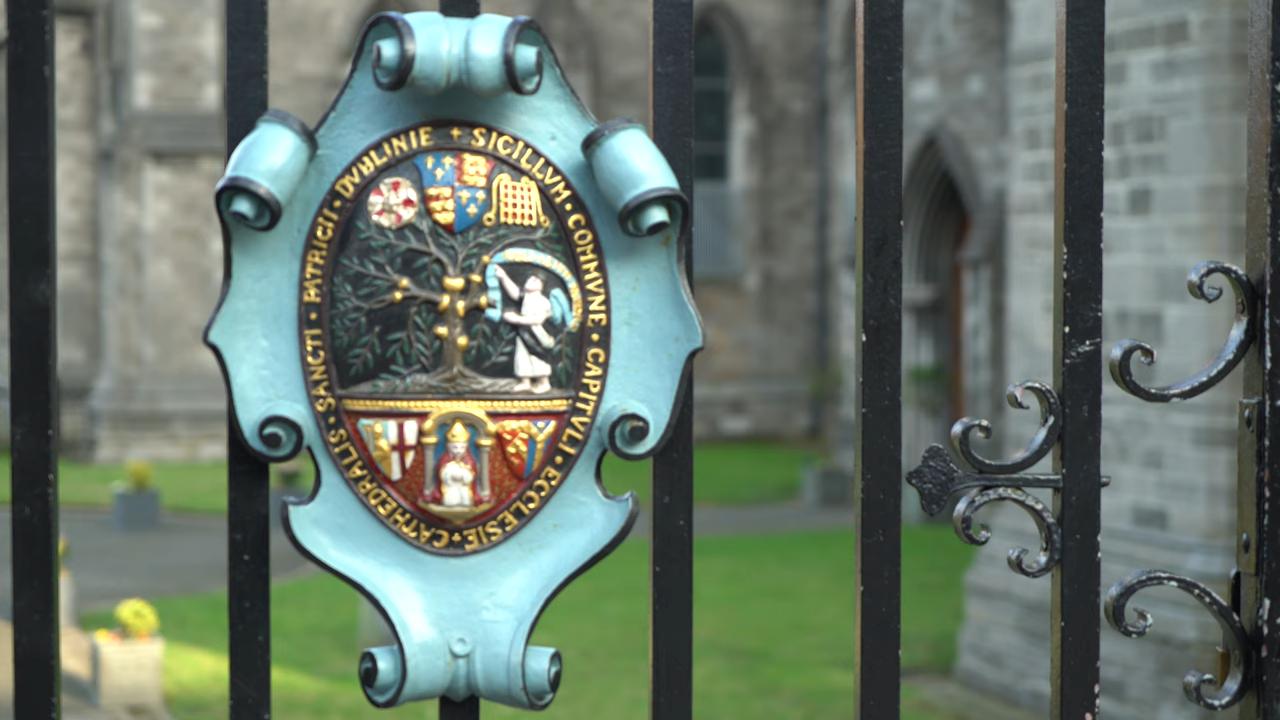 + SIGILLVM · COMMVNE · CAPITVLI · ECCLESIE · CATHEDRALIS · SANCTI · PATRICII · DVBLINIE